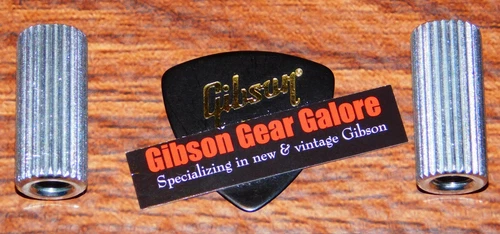 Gibson®
Gibson Gear Galore
Specializing in new & vintage Gibson